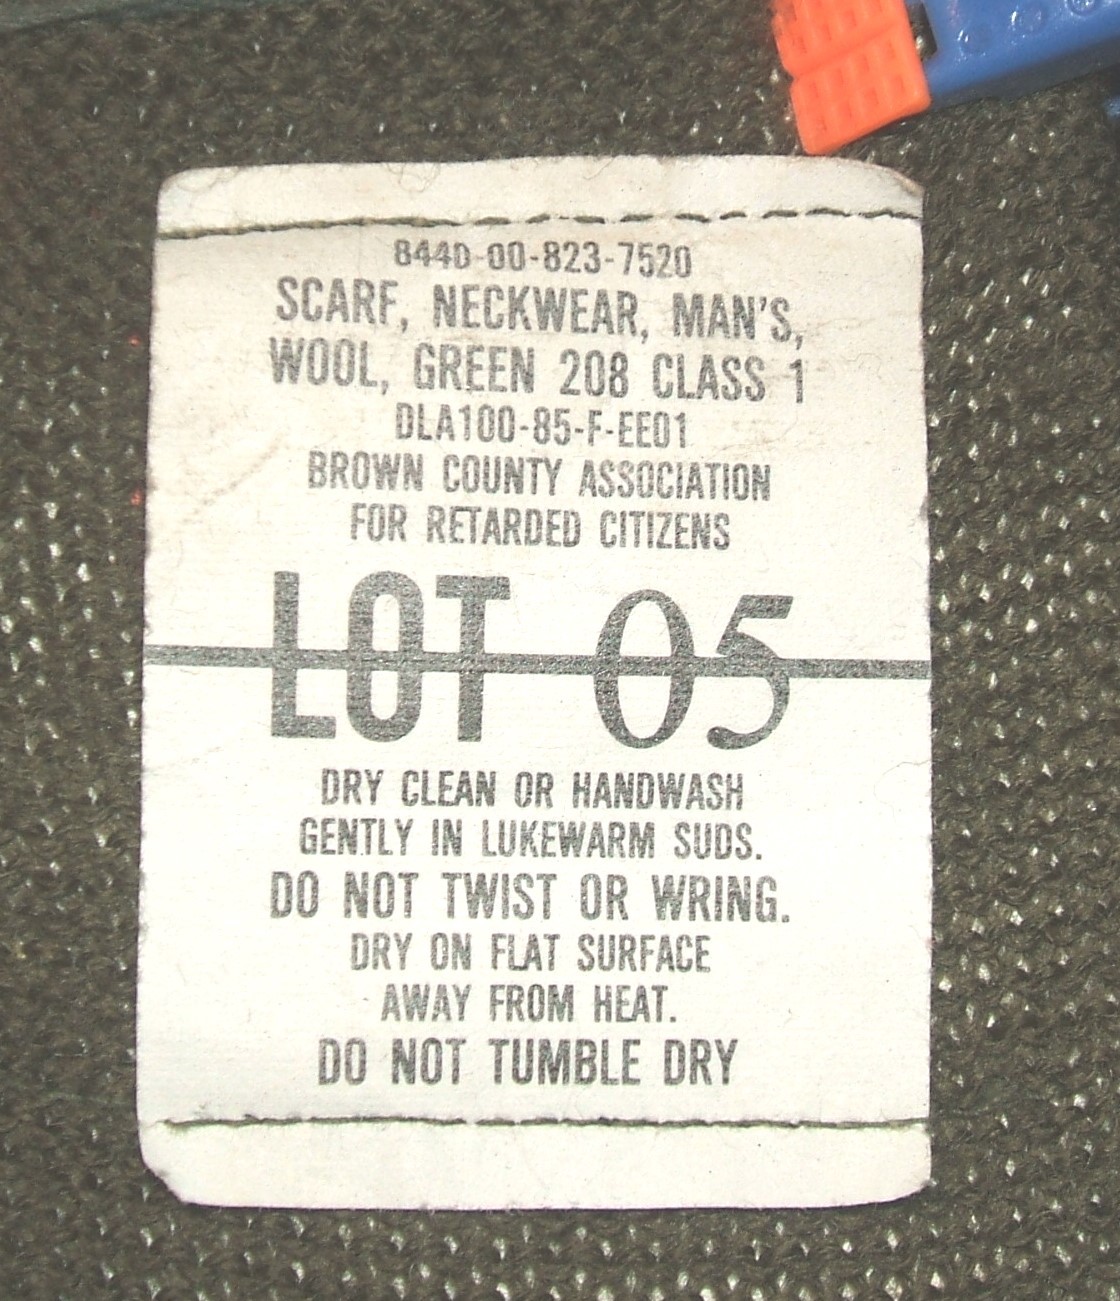 8440-00-823-7520
SCARF, NECKWEAR, MAN'S,
WOOL, GREEN 208 CLASS 1
DLA100-85-F-EE01
BROWN COUNTY ASSOCIATION
FOR RETARDED CITIZENS
LOT 05
DRY CLEAN OR HANDWASH
GENTLY IN LUKEWARM SUDS.
DO NOT TWIST OR WRING.
DRY ON FLAT SURFACE
AWAY FROM HEAT.
DO NOT TUMBLE DRY